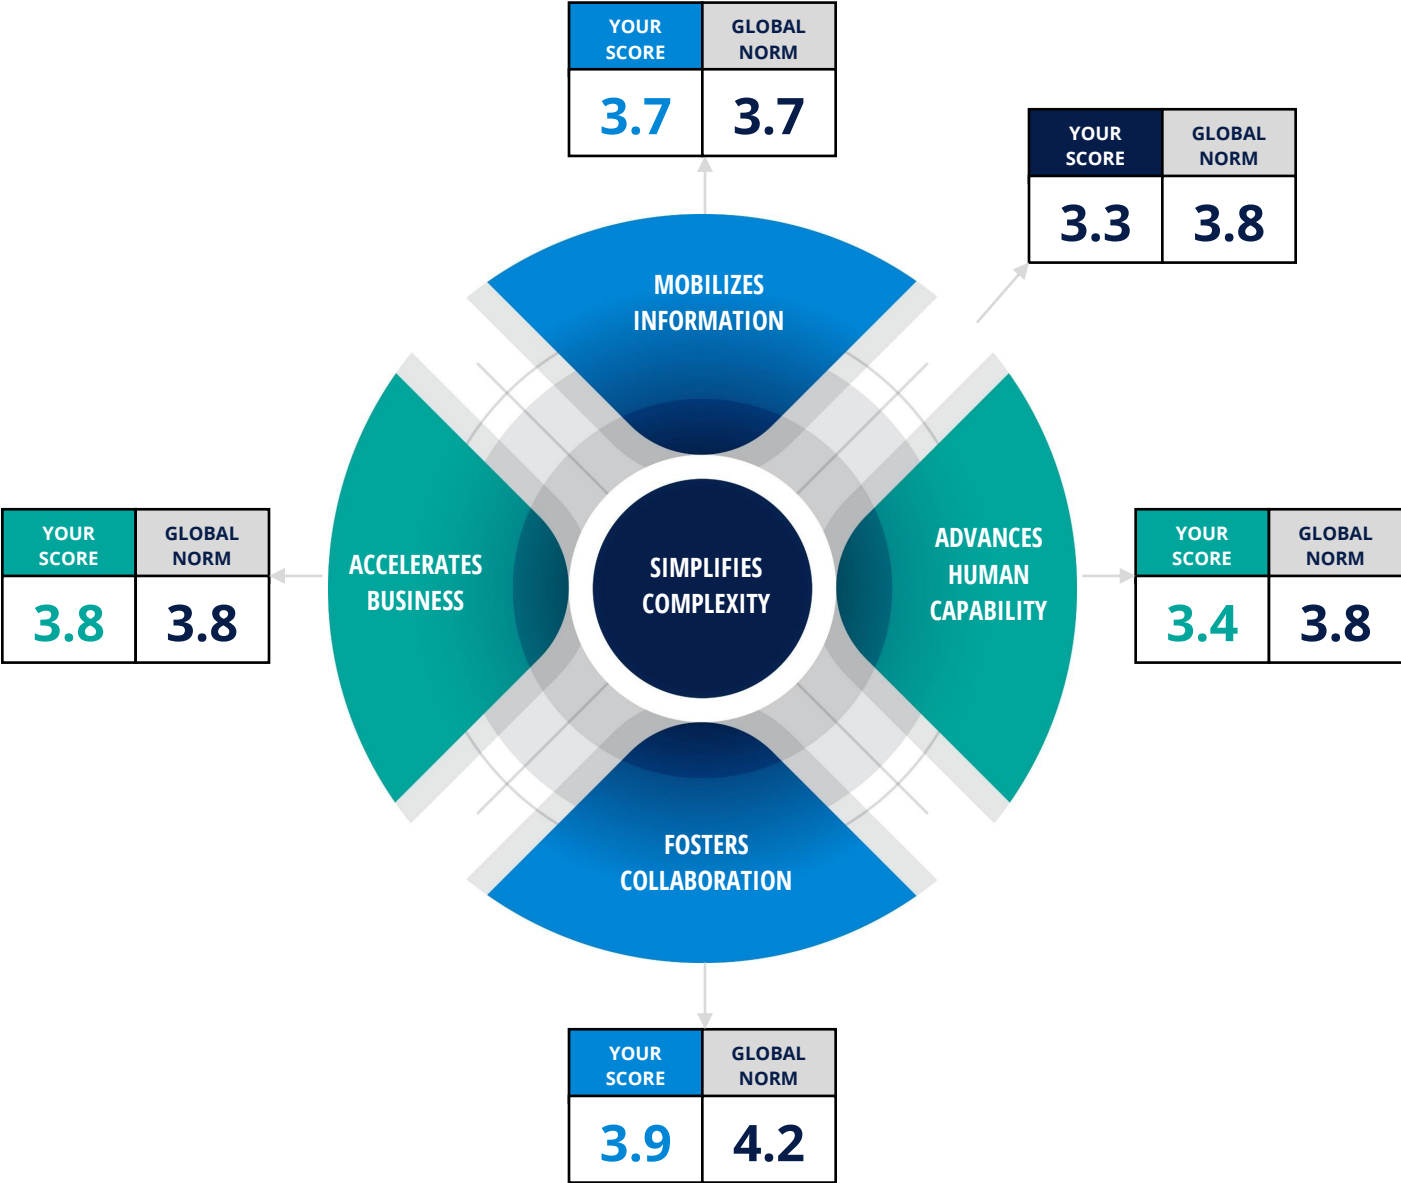 YOUR
SCORE
GLOBAL
NORM
3.7
3.7
YOUR
SCORE
GLOBAL
NORM
3.3
3.8
MOBILIZES
INFORMATION
YOUR
SCORE
GLOBAL
NORM
3.8
3.8
ACCELERATES
BUSINESS
SIMPLIFIES
COMPLEXITY
ADVANCES
HUMAN
CAPABILITY
YOUR
SCORE
GLOBAL
NORM
3.4
3.8
FOSTERS
COLLABORATION
YOUR
SCORE
GLOBAL
NORM
3.9
4.2